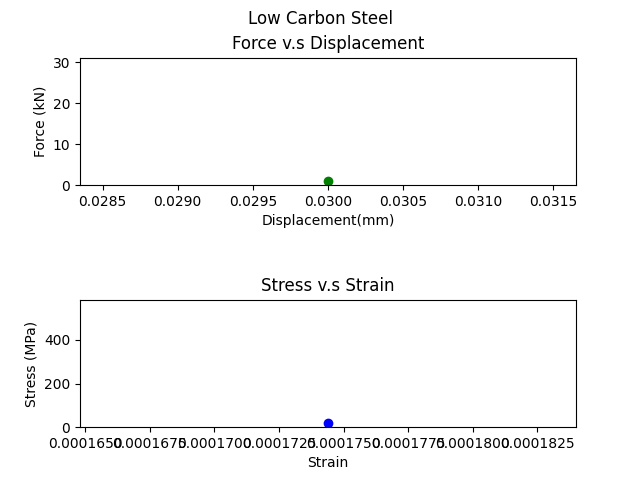 Low Carbon Steel
Force v.s Displacement
30
20
10
0
Force (kN)
0.0285 0.0290 0.0295 0.0300 0.0305 0.0310 0.0315
Displacement(mm)
Stress v.s Strain
400
200
0
Stress (MPa)
0.0001650 0.0001675 0.0001700 0.0001725 0.0001750 0.0001775 0.0001800 0.0001825
Strain